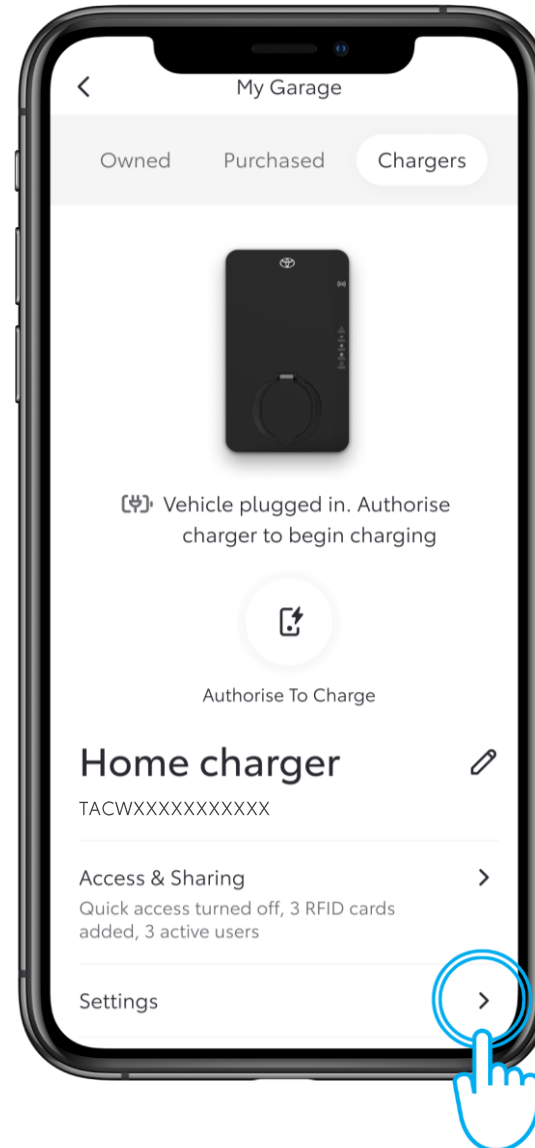 My Garage
Owned Purchased Chargers
Vehicle plugged in. Authorise
charger to begin charging
Authorise To Charge
Home charger
TACWXXXXXXXXXXX
Access & Sharing
Quick access turned off, 3 RFID cards
added, 3 active users
Settings